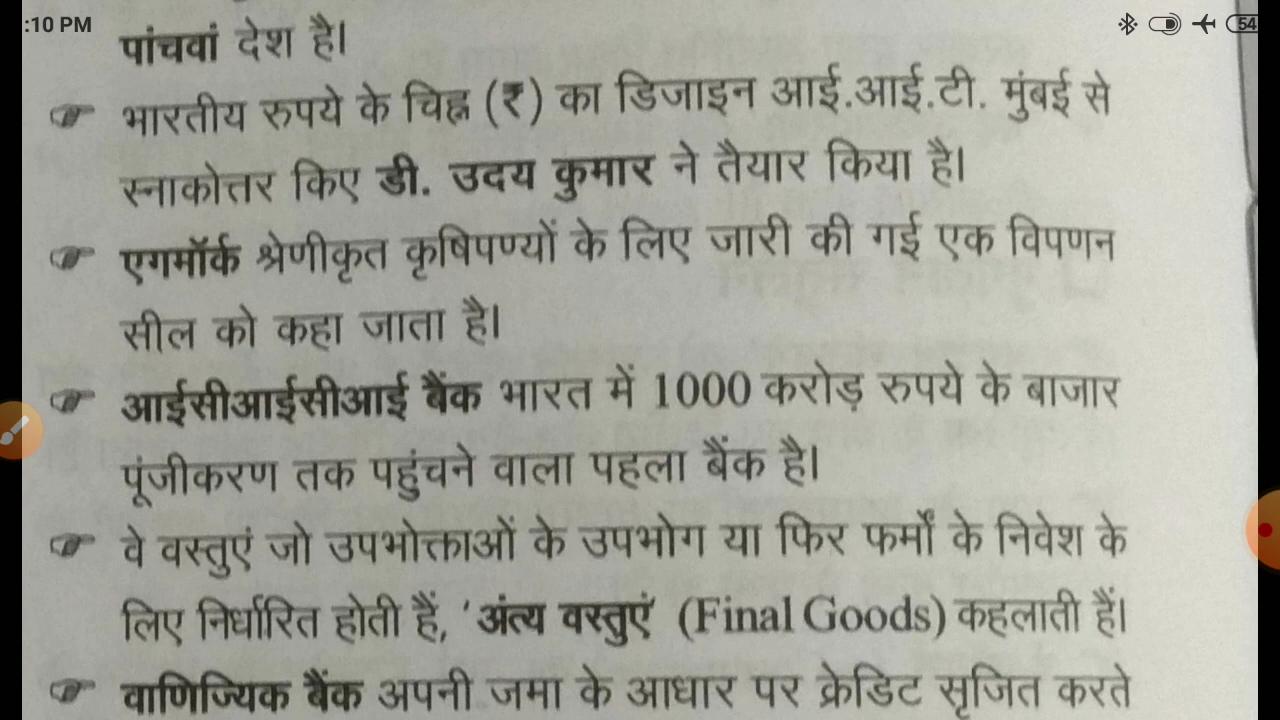 :10 PM
54
पांचवां देश है।
भारतीय रुपये के चिह्न (₹) का डिजाइन आई.आई.टी. मुंबई से
स्नाकोत्तर किए डी. उदय कुमार ने तैयार किया है।
एगमॉर्क श्रेणीकृत कृषिपण्यों के लिए जारी की गई एक विपणन
सील को कहा जाता है।
आईसीआईसीआई बैंक भारत में 1000 करोड़ रुपये के बाजार
पूंजीकरण तक पहुंचने वाला पहला बैंक है।
वे वस्तुएं जो उपभोक्ताओं के उपभोग या फिर फर्मों के निवेश के
लिए निर्धारित होती हैं, 'अंत्य वस्तुएं' (Final Goods) कहलाती हैं।
वाणिज्यिक बैंक अपनी जमा के आधार पर क्रेडिट सृजित करते